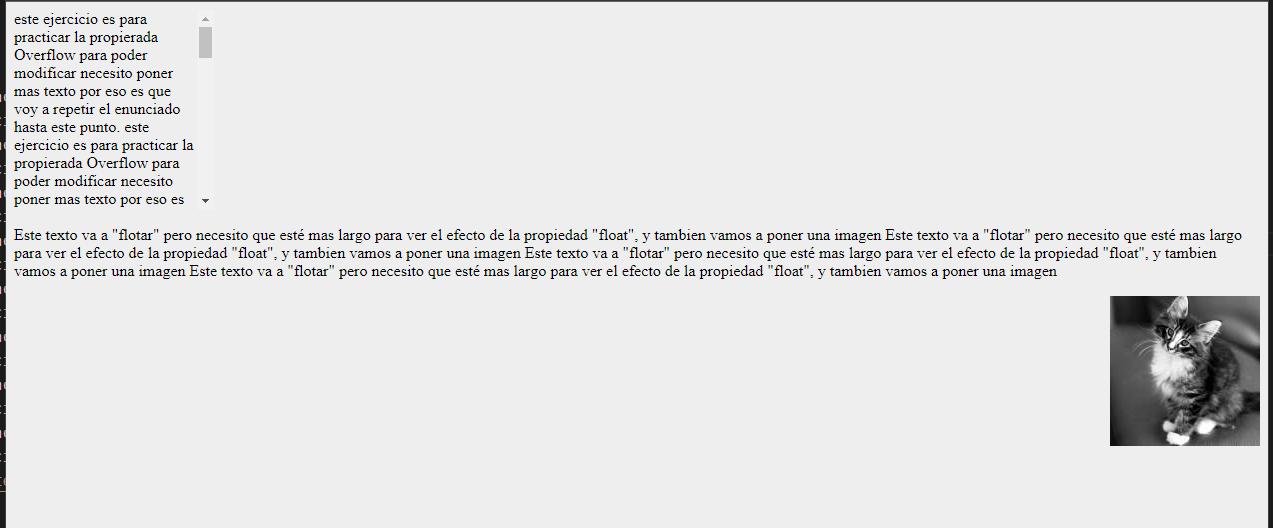 este ejercicio es para
practicar la propierada
Overflow para poder
modificar necesito poner
mas texto por eso es que
voy a repetir el enunciado
hasta este punto. este
ejercicio es para practicar la
propierada Overflow para
poder modificar necesito
poner mas texto por eso es
Este texto va a "flotar" pero necesito que esté mas largo para ver el efecto de la propiedad "float", y tambien vamos a poner una imagen Este texto va a "flotar" pero necesito que esté mas largo
para ver el efecto de la propiedad "float", y tambien vamos a poner una imagen Este texto va a "flotar" pero necesito que esté mas largo para ver el efecto de la propiedad "float", y tambien
vamos a poner una imagen Este texto va a "flotar" pero necesito que esté mas largo para ver el efecto de la propiedad "float", y tambien vamos a poner una imagen